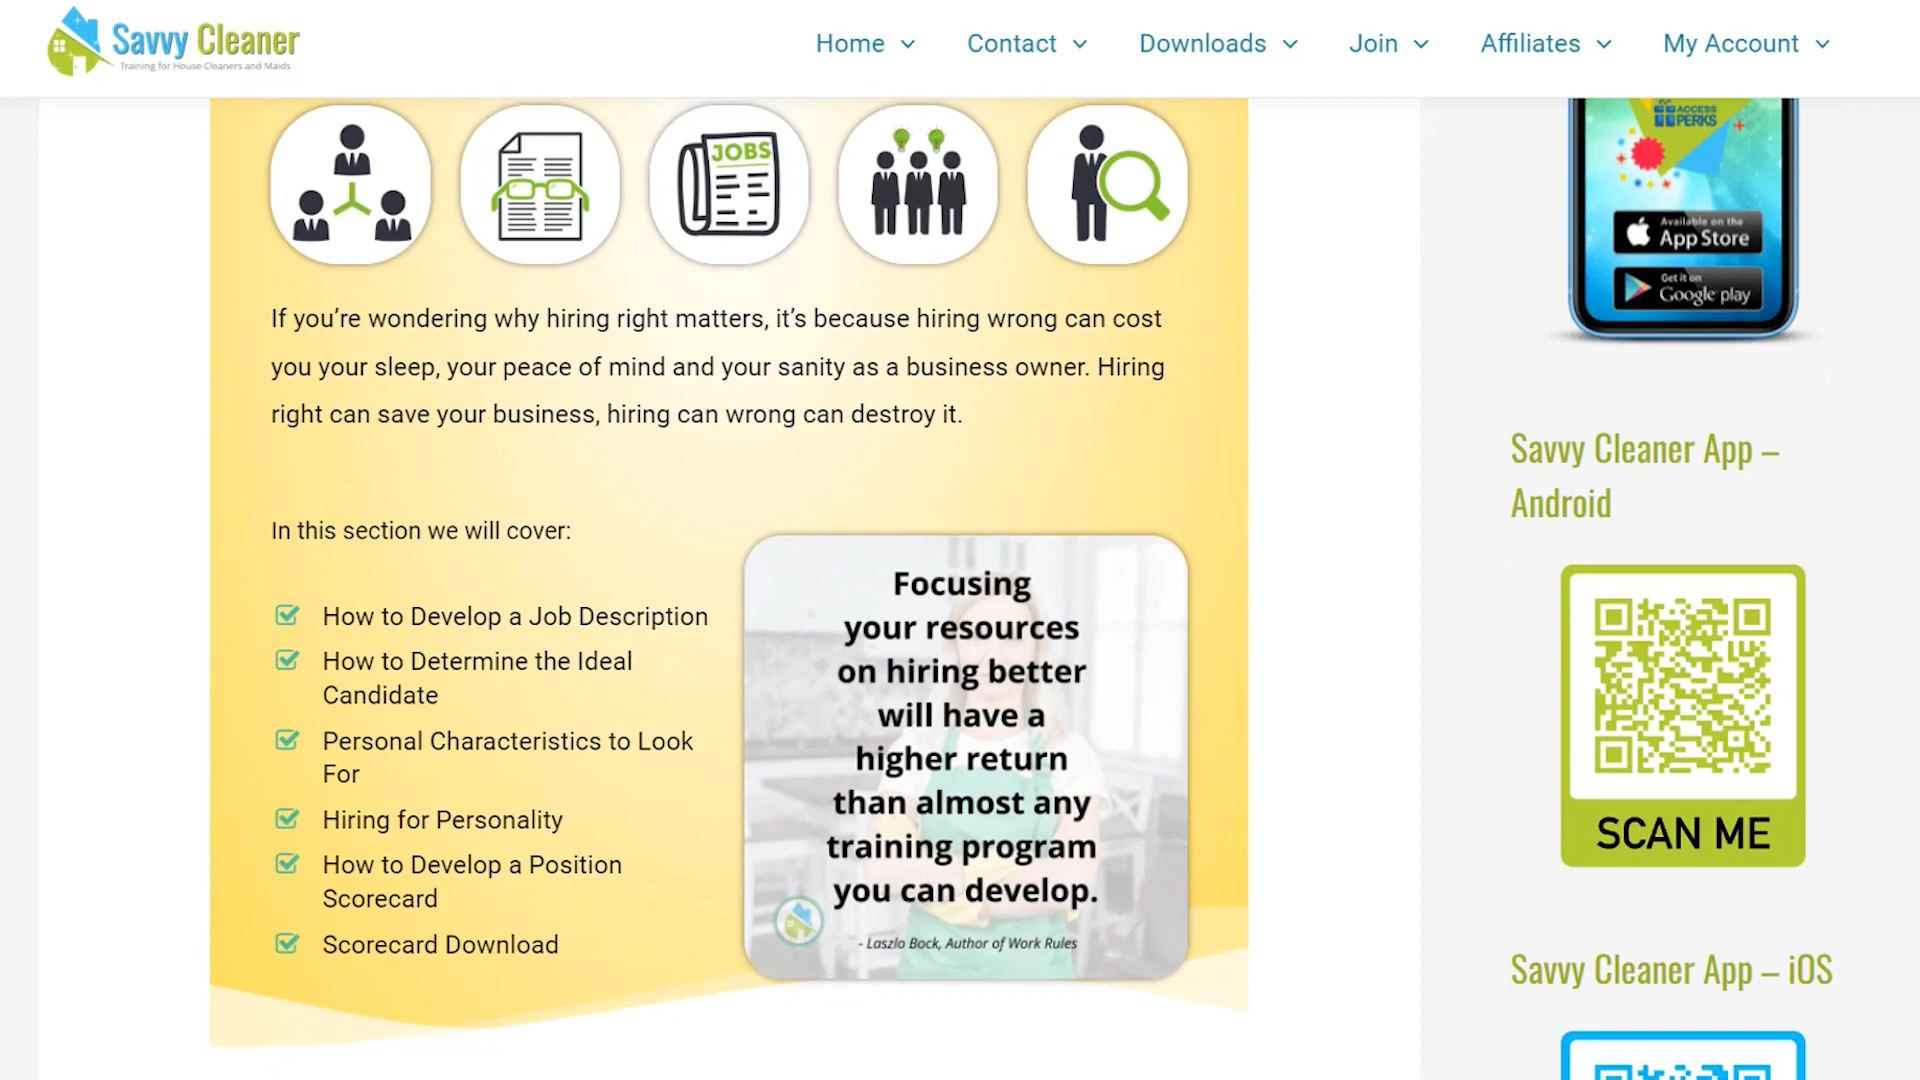 Savvy Cleaner
Training for House Cleaners and Maids
Home
Contact
Downloads
Join
Affiliates
My Account
JOBS
If you’re wondering why hiring right matters, it’s because hiring wrong can cost
you your sleep, your peace of mind and your sanity as a business owner. Hiring
right can save your business, hiring can wrong can destroy it.
In this section we will cover:
How to Develop a Job Description
How to Determine the Ideal
Candidate
Personal Characteristics to Look
For
Hiring for Personality
How to Develop a Position
Scorecard
Scorecard Download
Focusing
your resources
on hiring better
will have a
higher return
than almost any
training program
you can develop.
- Laszlo Bock, Author of Work Rules
ACCESS
PERKS
Available on the
App Store
Get it on
Google play
Savvy Cleaner App –
Android
SCAN ME
Savvy Cleaner App – iOS